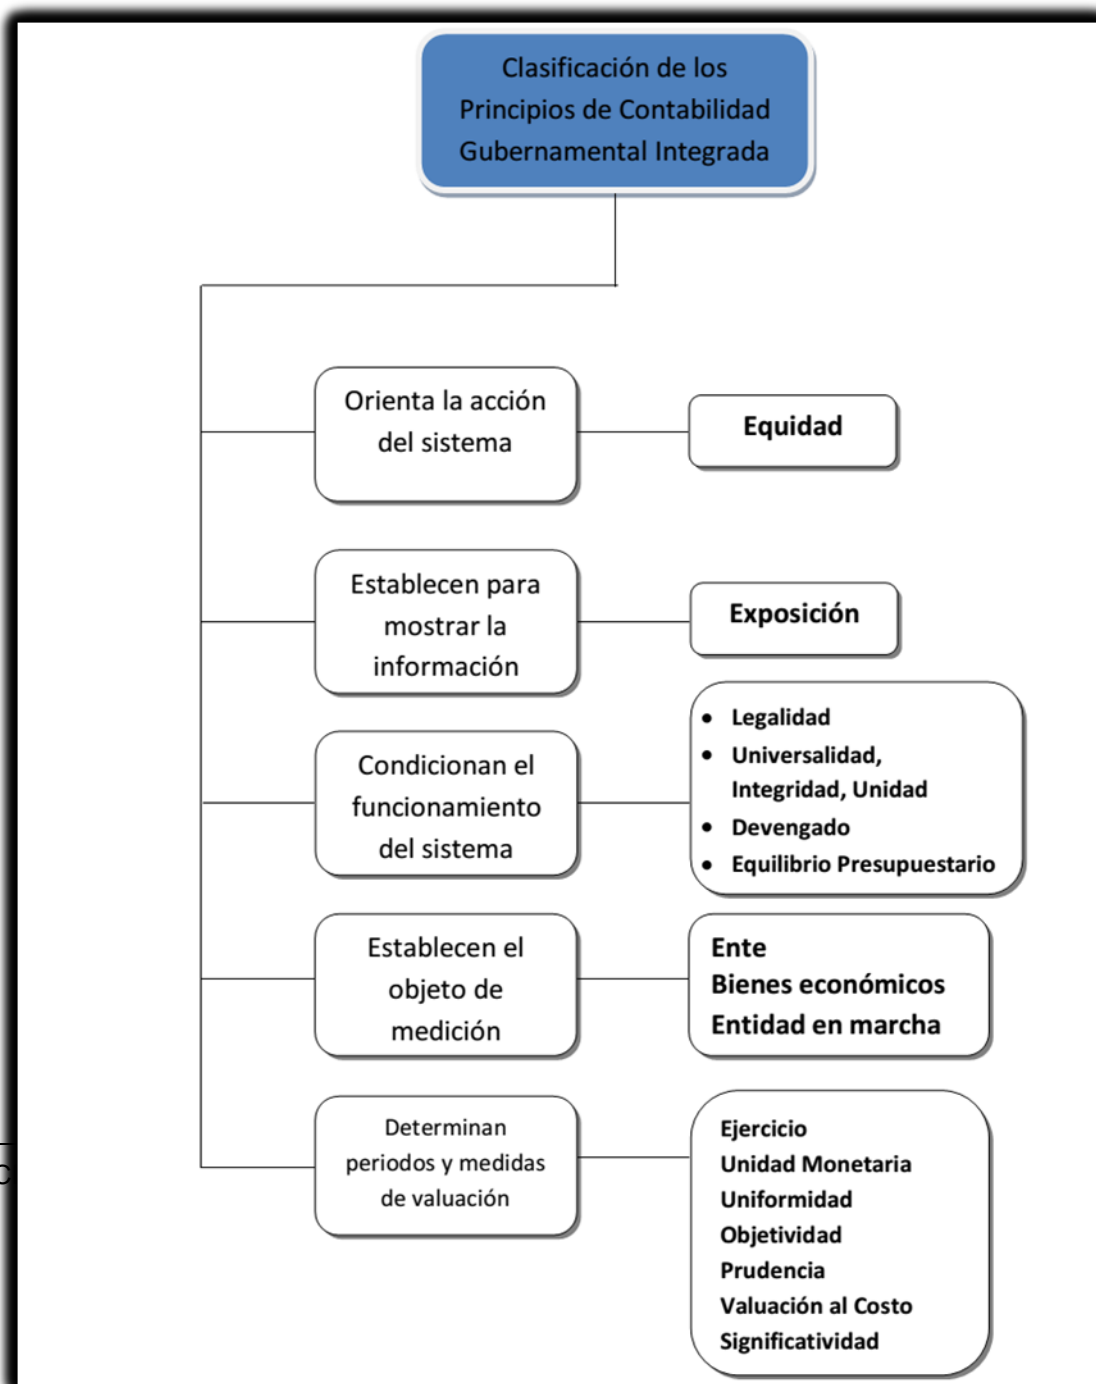 Clasificación de los
Principios de Contabilidad
Gubernamental Integrada
Orienta la acción
del sistema
Equidad
Establecen para
mostrar la
información
Exposición
Condicionan el
funcionamiento
del sistema
• Legalidad
• Universalidad,
Integridad, Unidad
• Devengado
• Equilibrio Presupuestario
Establecen el
objeto de
medición
Ente
Bienes económicos
Entidad en marcha
Determinan
periodos y medidas
de valuación
Ejercicio
Unidad Monetaria
Uniformidad
Objetividad
Prudencia
Valuación al Costo
Significatividad